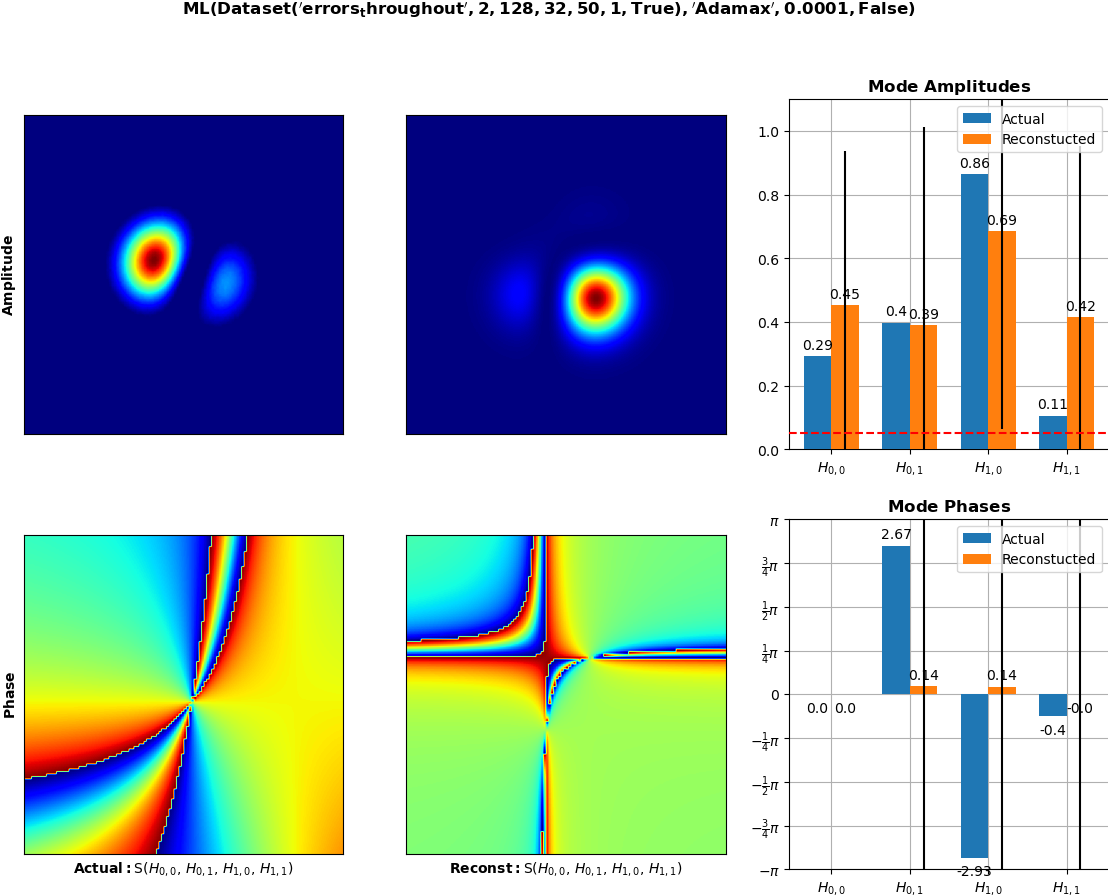 ML(Dataset('errors_throughout', 2, 128, 32, 50, 1, True), 'Adamax', 0.0001, False)
Mode Amplitudes
Amplitude
Actual
Reconstucted
1.0
0.8
0.6
0.4
0.2
0.0
0.29
0.45
0.4
0.39
0.86
0.69
0.11
0.42
H0,0 H0,1 H1,0 H1,1
Mode Phases
Phase
Actual
Reconstucted
π
3/4π
1/2π
1/4π
0
−1/4π
−1/2π
−3/4π
−π
0.0
0.0
2.67
0.14
-2.93
0.14
-0.4
-0.0
H0,0 H0,1 H1,0 H1,1
Actual: S(H0,0, H0,1, H1,0, H1,1)
Reconst: S(H0,0, H0,1, H1,0, H1,1)